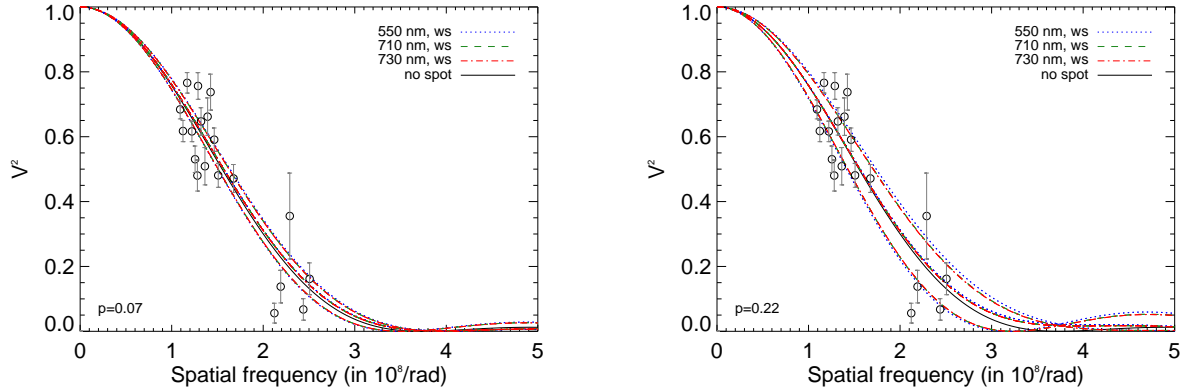 1.0
0.8
0.6
0.4
0.2
0.0
V²
550 nm, ws
710 nm, ws
730 nm, ws
no spot
p=0.07
0 1 2 3 4 5
Spatial frequency (in 10⁸/rad)
1.0
0.8
0.6
0.4
0.2
0.0
V²
550 nm, ws
710 nm, ws
730 nm, ws
no spot
p=0.22
0 1 2 3 4 5
Spatial frequency (in 10⁸/rad)